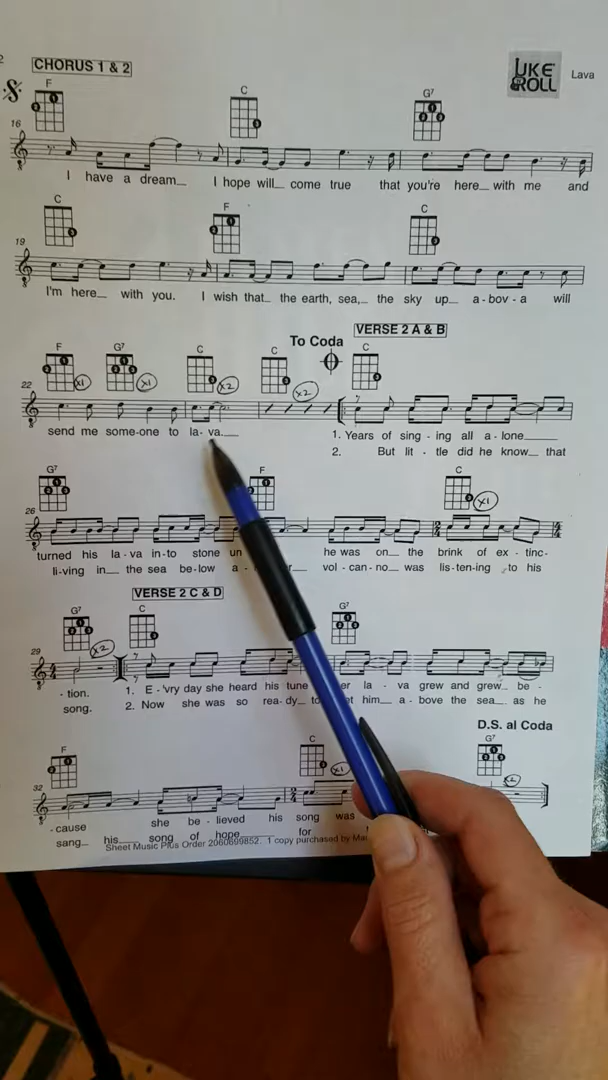 CHORUS 1 & 2
UKE
&ROLL
Lava
F C G7
16
I have a dream_ I hope will_ come true that you're here_ with me and
C F C
19
I'm here_ with you. I wish that_ the earth, sea,_ the sky up_ a-bov-a will
To Coda
VERSE 2 A & B
F G7 C C C
x1 x1 x2 x2
22
send me some-one to la-va._ 1. Years of sing-ing all a-lone_
2. But lit-tle did he know_ that
G7 F C
x1
26
turned his la-va in-to stone un he was on_ the brink of ex-tinc-
li-ving in_ the sea be-low a- vol-can-no_ was lis-ten-ing to his
VERSE 2 C & D
G7 C G7
x2
29
-tion. 1. E-'vry day she heard his tune er la-va grew and grew_ be-
song. 2. Now she was so rea-dy_ to him_ a-bove the sea_ as he
D.S. al Coda
F C G7
x1 x2
32
-cause she be-lieved his song was
sang_ his_ song of hope_ for
Sheet Music Plus Order 2060899852. 1 copy purchased by